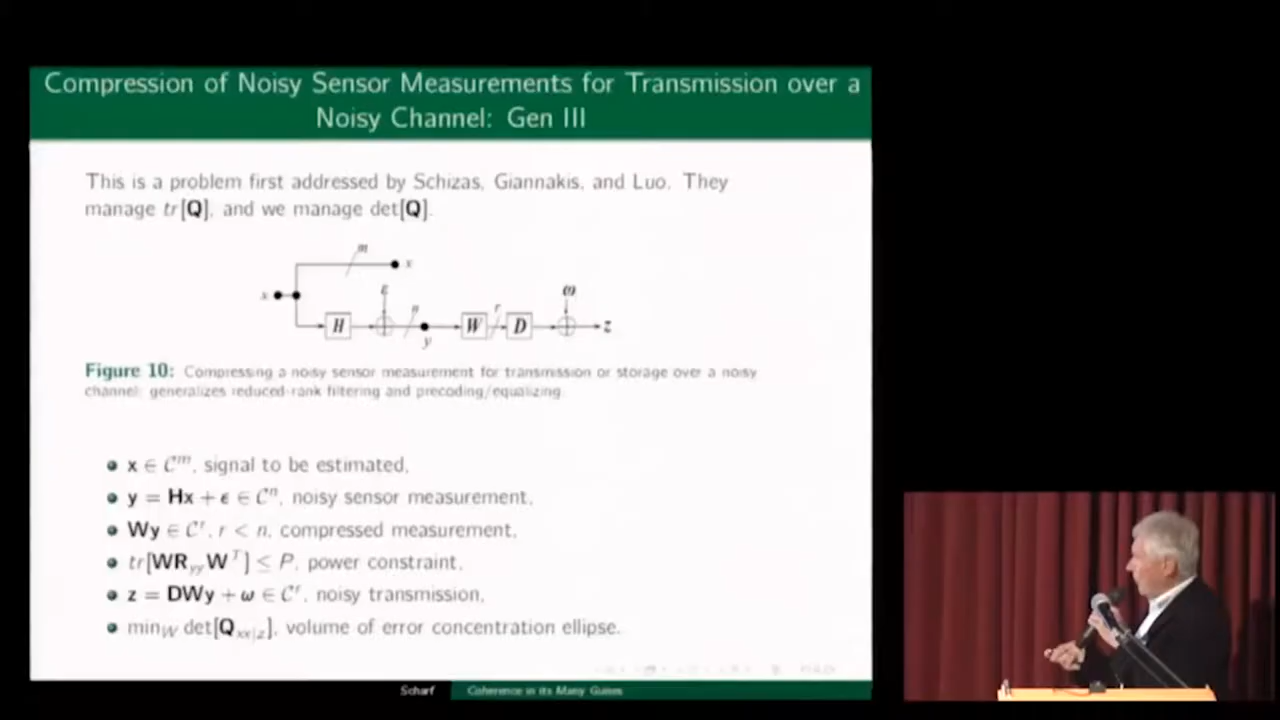 Compression of Noisy Sensor Measurements for Transmission over a
Noisy Channel: Gen III
This is a problem first addressed by Schizas, Giannakis, and Luo. They
manage tr[Q], and we manage det[Q].
m
x
x
ϵ
n
r
ω
H
W
D
z
y
Figure 10: Compressing a noisy sensor measurement for transmission or storage over a noisy
channel: generalizes reduced-rank filtering and precoding/equalizing.
x ∈ C^m, signal to be estimated,
y = Hx + ϵ ∈ C^n, noisy sensor measurement,
Wy ∈ C^r, r < n, compressed measurement,
tr[WR_yy W^T] ≤ P, power constraint,
z = DWy + ω ∈ C^r, noisy transmission,
min_W det[Q_xx|z], volume of error concentration ellipse.
Scharf
Coherence in its Many Guises